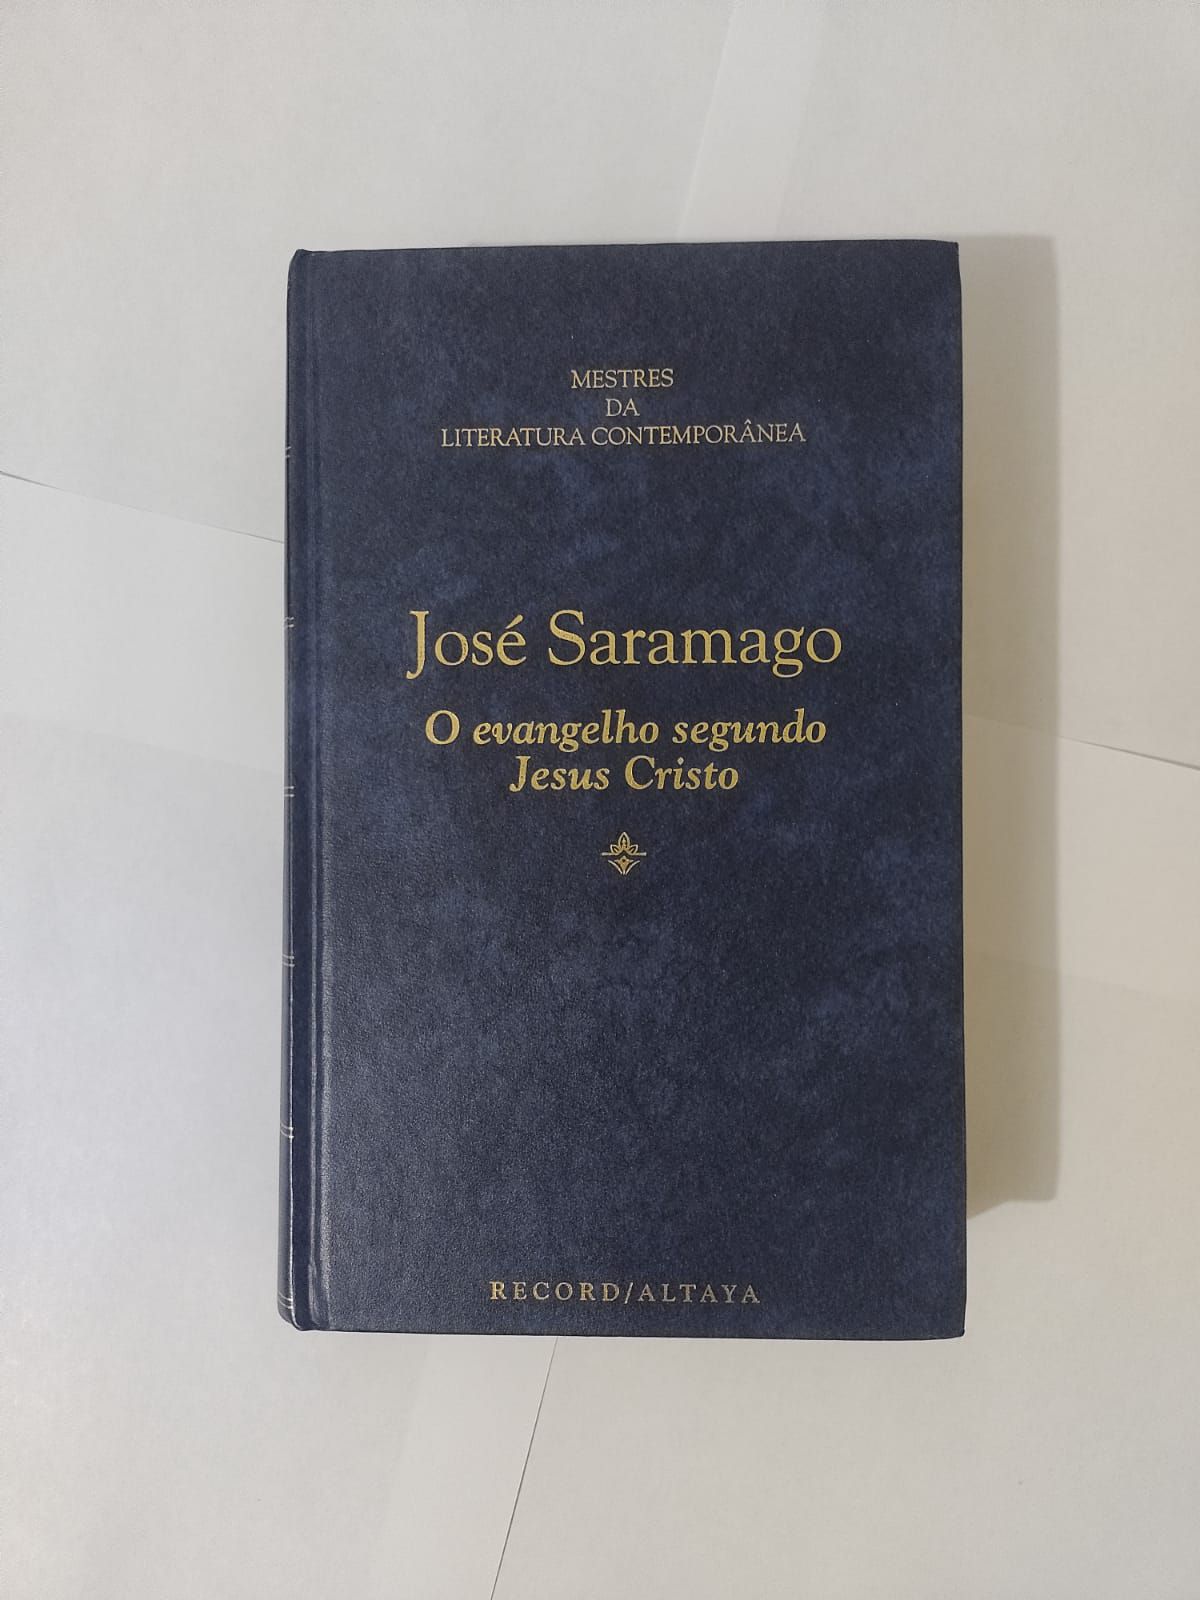 MESTRES
DA
LITERATURA CONTEMPORÂNEA
José Saramago
O evangelho segundo
Jesus Cristo
RECORD/ALTAYA